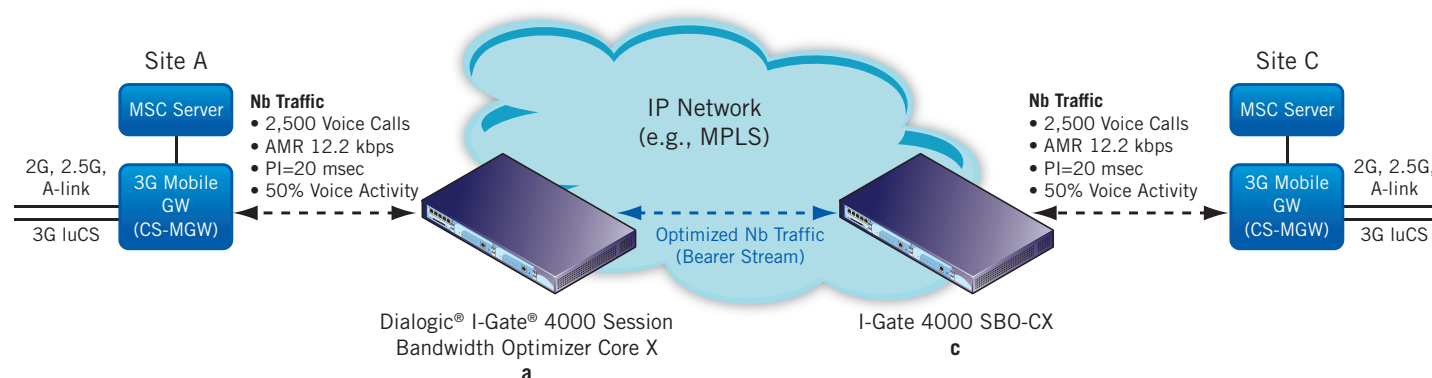 Site A
MSC Server
2G, 2.5G,
A-link
3G IuCS
3G Mobile
GW
(CS-MGW)
Nb Traffic
• 2,500 Voice Calls
• AMR 12.2 kbps
• PI=20 msec
• 50% Voice Activity
IP Network
(e.g., MPLS)
Optimized Nb Traffic
(Bearer Stream)
Dialogic® I-Gate® 4000 Session
Bandwidth Optimizer Core X
a
I-Gate 4000 SBO-CX
c
Nb Traffic
• 2,500 Voice Calls
• AMR 12.2 kbps
• PI=20 msec
• 50% Voice Activity
Site C
MSC Server
3G Mobile
GW
(CS-MGW)
2G, 2.5G,
A-link
3G IuCS